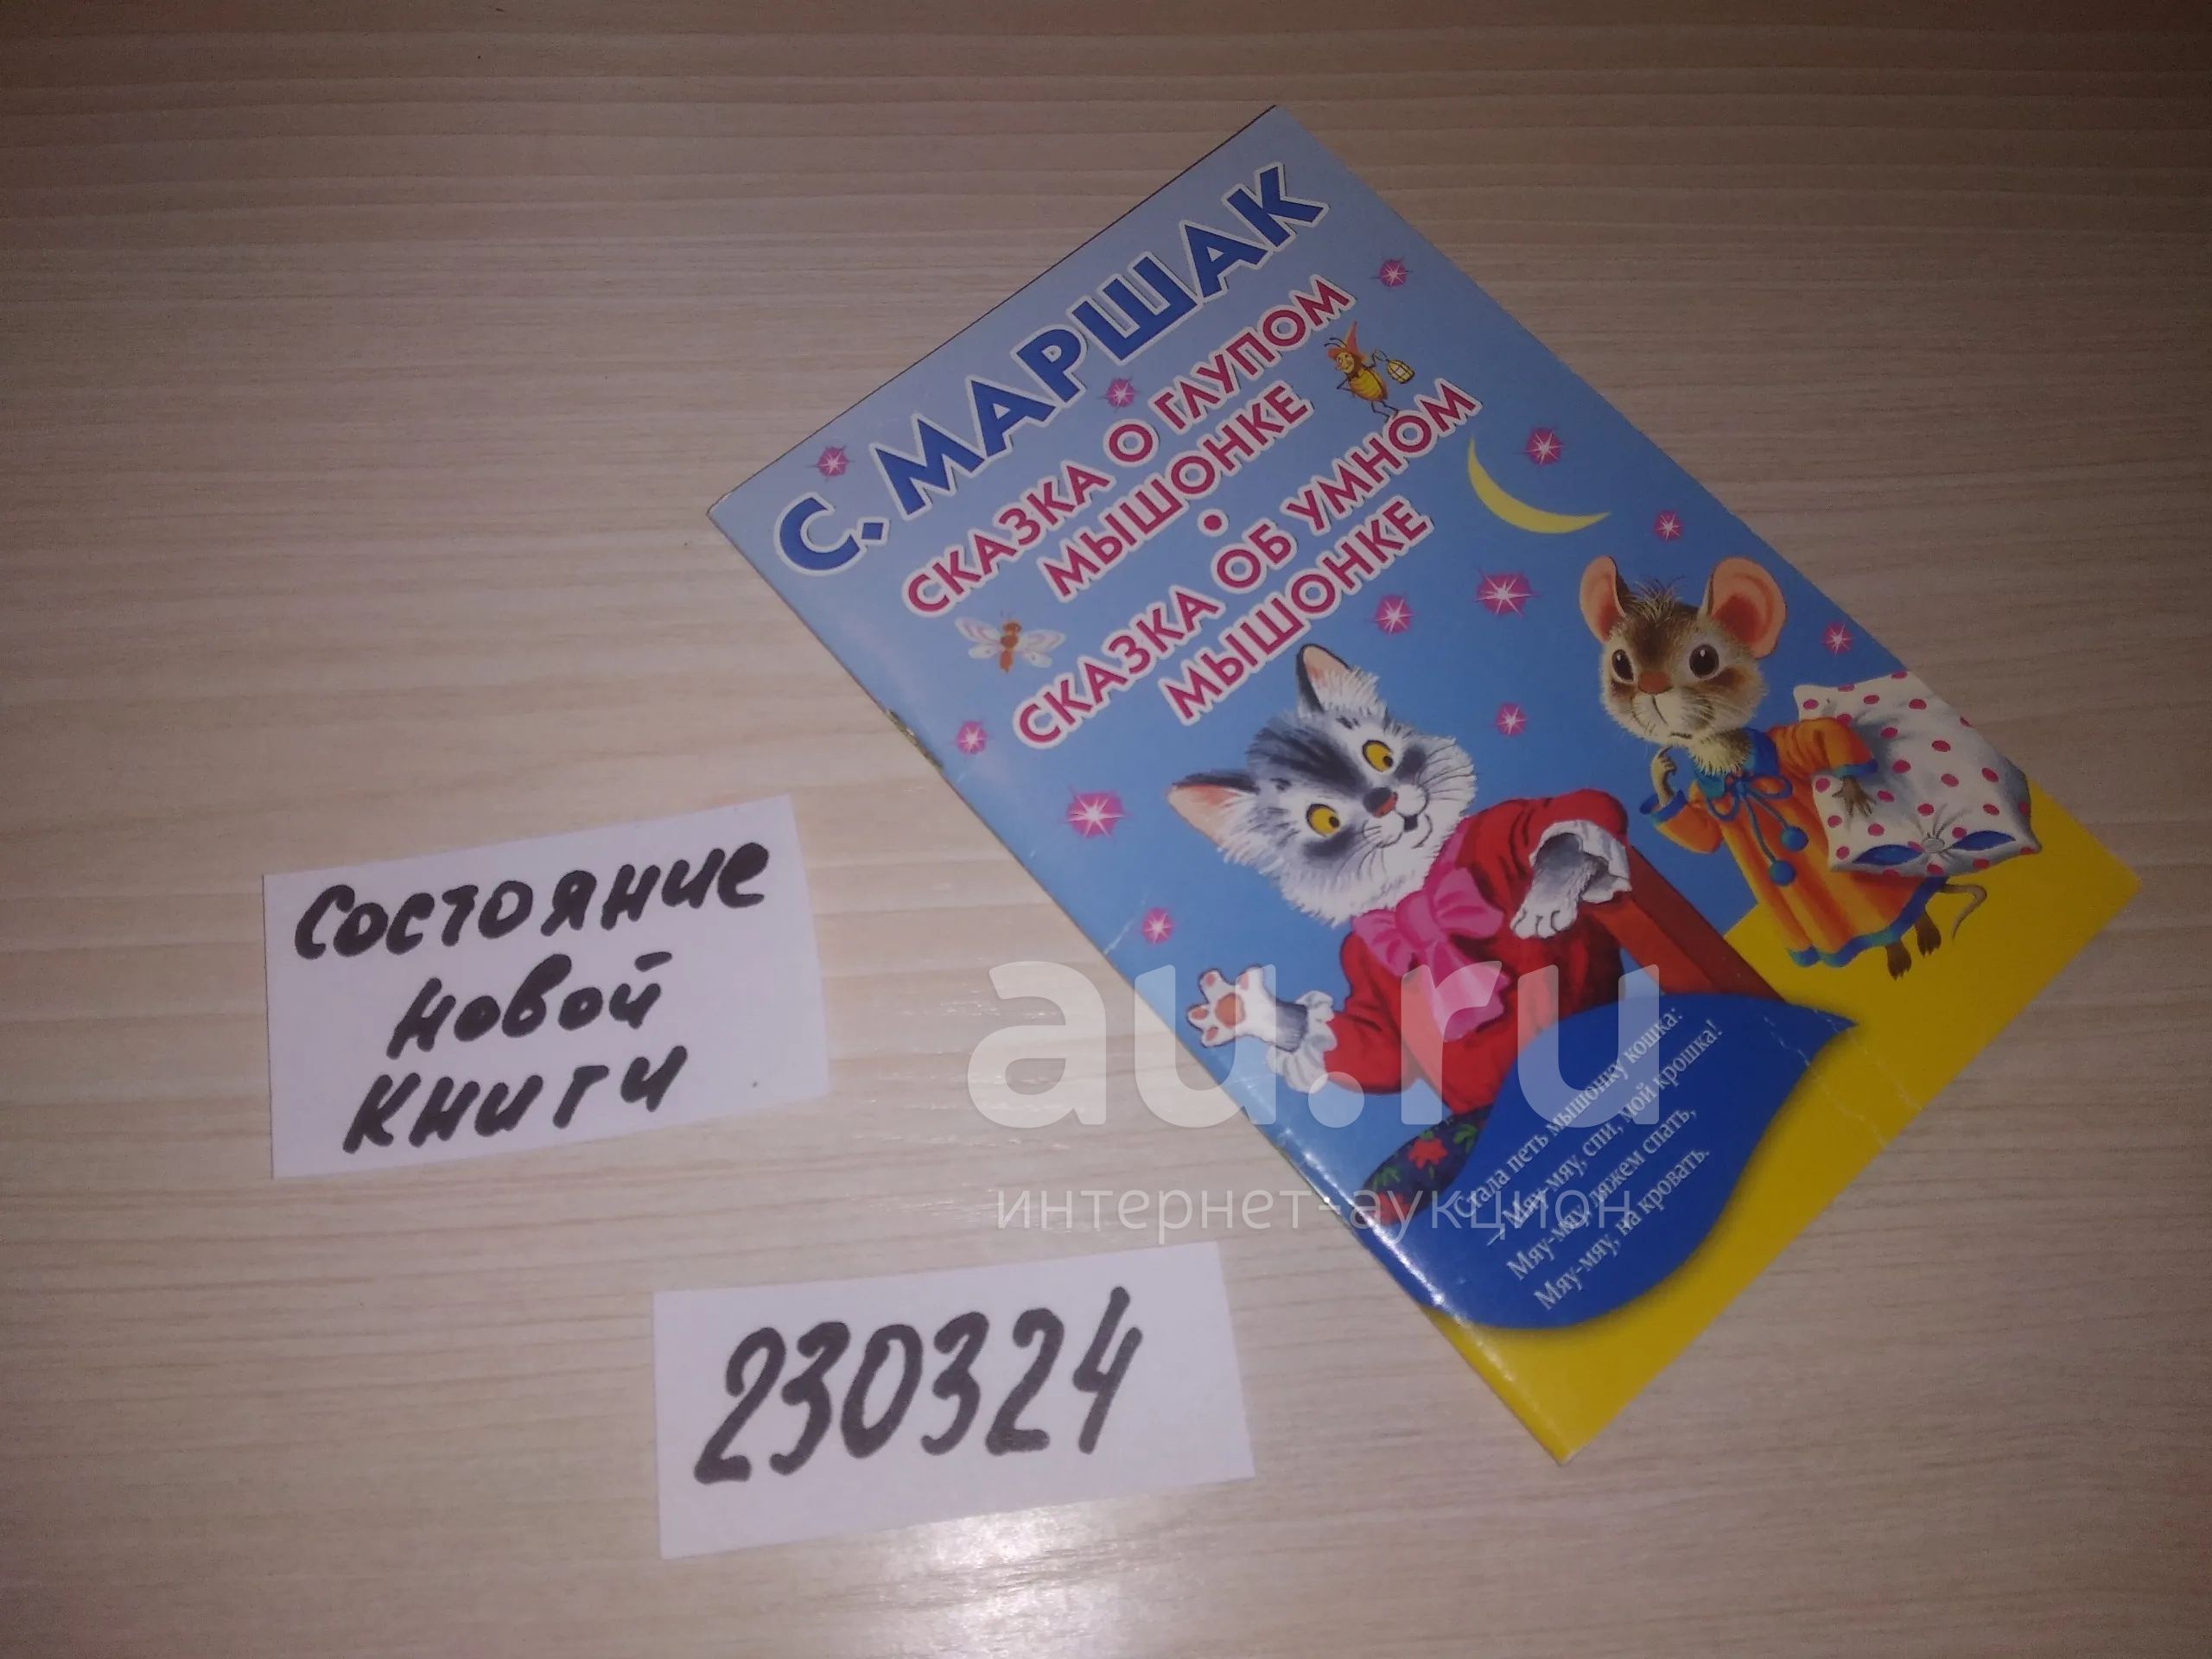 С. МАРШАК
СКАЗКА О ГЛУПОМ
МЫШОНКЕ
•
СКАЗКА ОБ УМНОМ
МЫШОНКЕ
Стала петь мышонку кошка:
– Мяу-мяу, спи, мой крошка!
Мяу-мяу, ляжем спать,
Мяу-мяу, на кровать.
состояние
новой
книги
230324
au.ru
интернет-аукцион